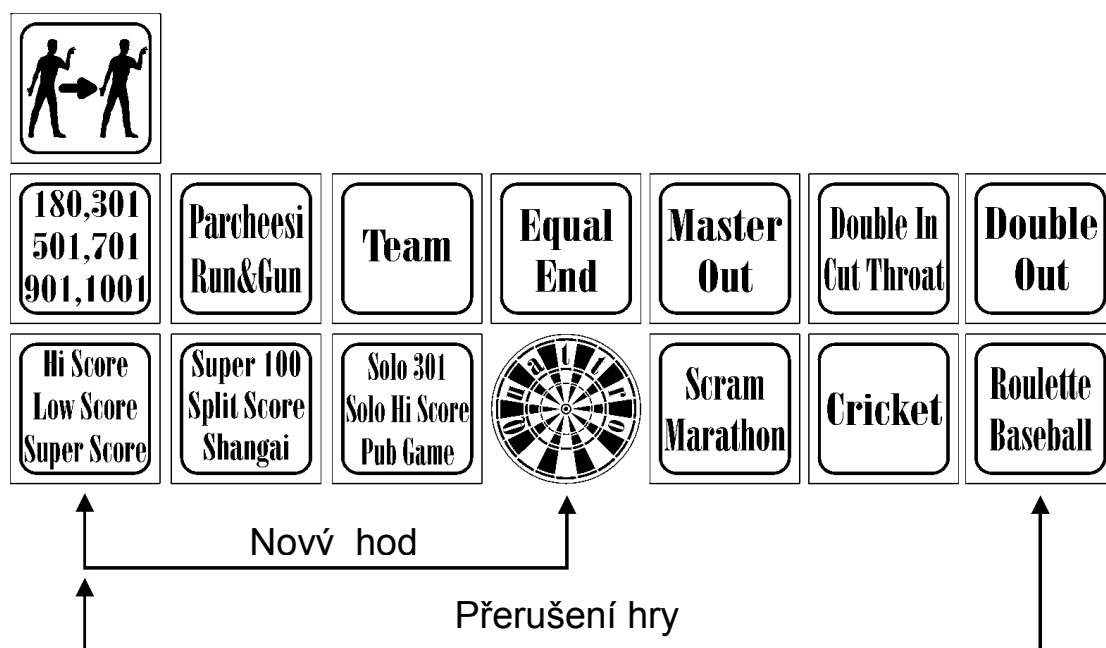 180,301
501,701
901,1001
Parcheesi
Run&Gun
Team
Equal
End
Master
Out
Double In
Cut Throat
Double
Out
Hi Score
Low Score
Super Score
Super 100
Split Score
Shangai
Solo 301
Solo Hi Score
Pub Game
Scram
Marathon
Cricket
Roulette
Baseball
Nový hod
Přerušení hry